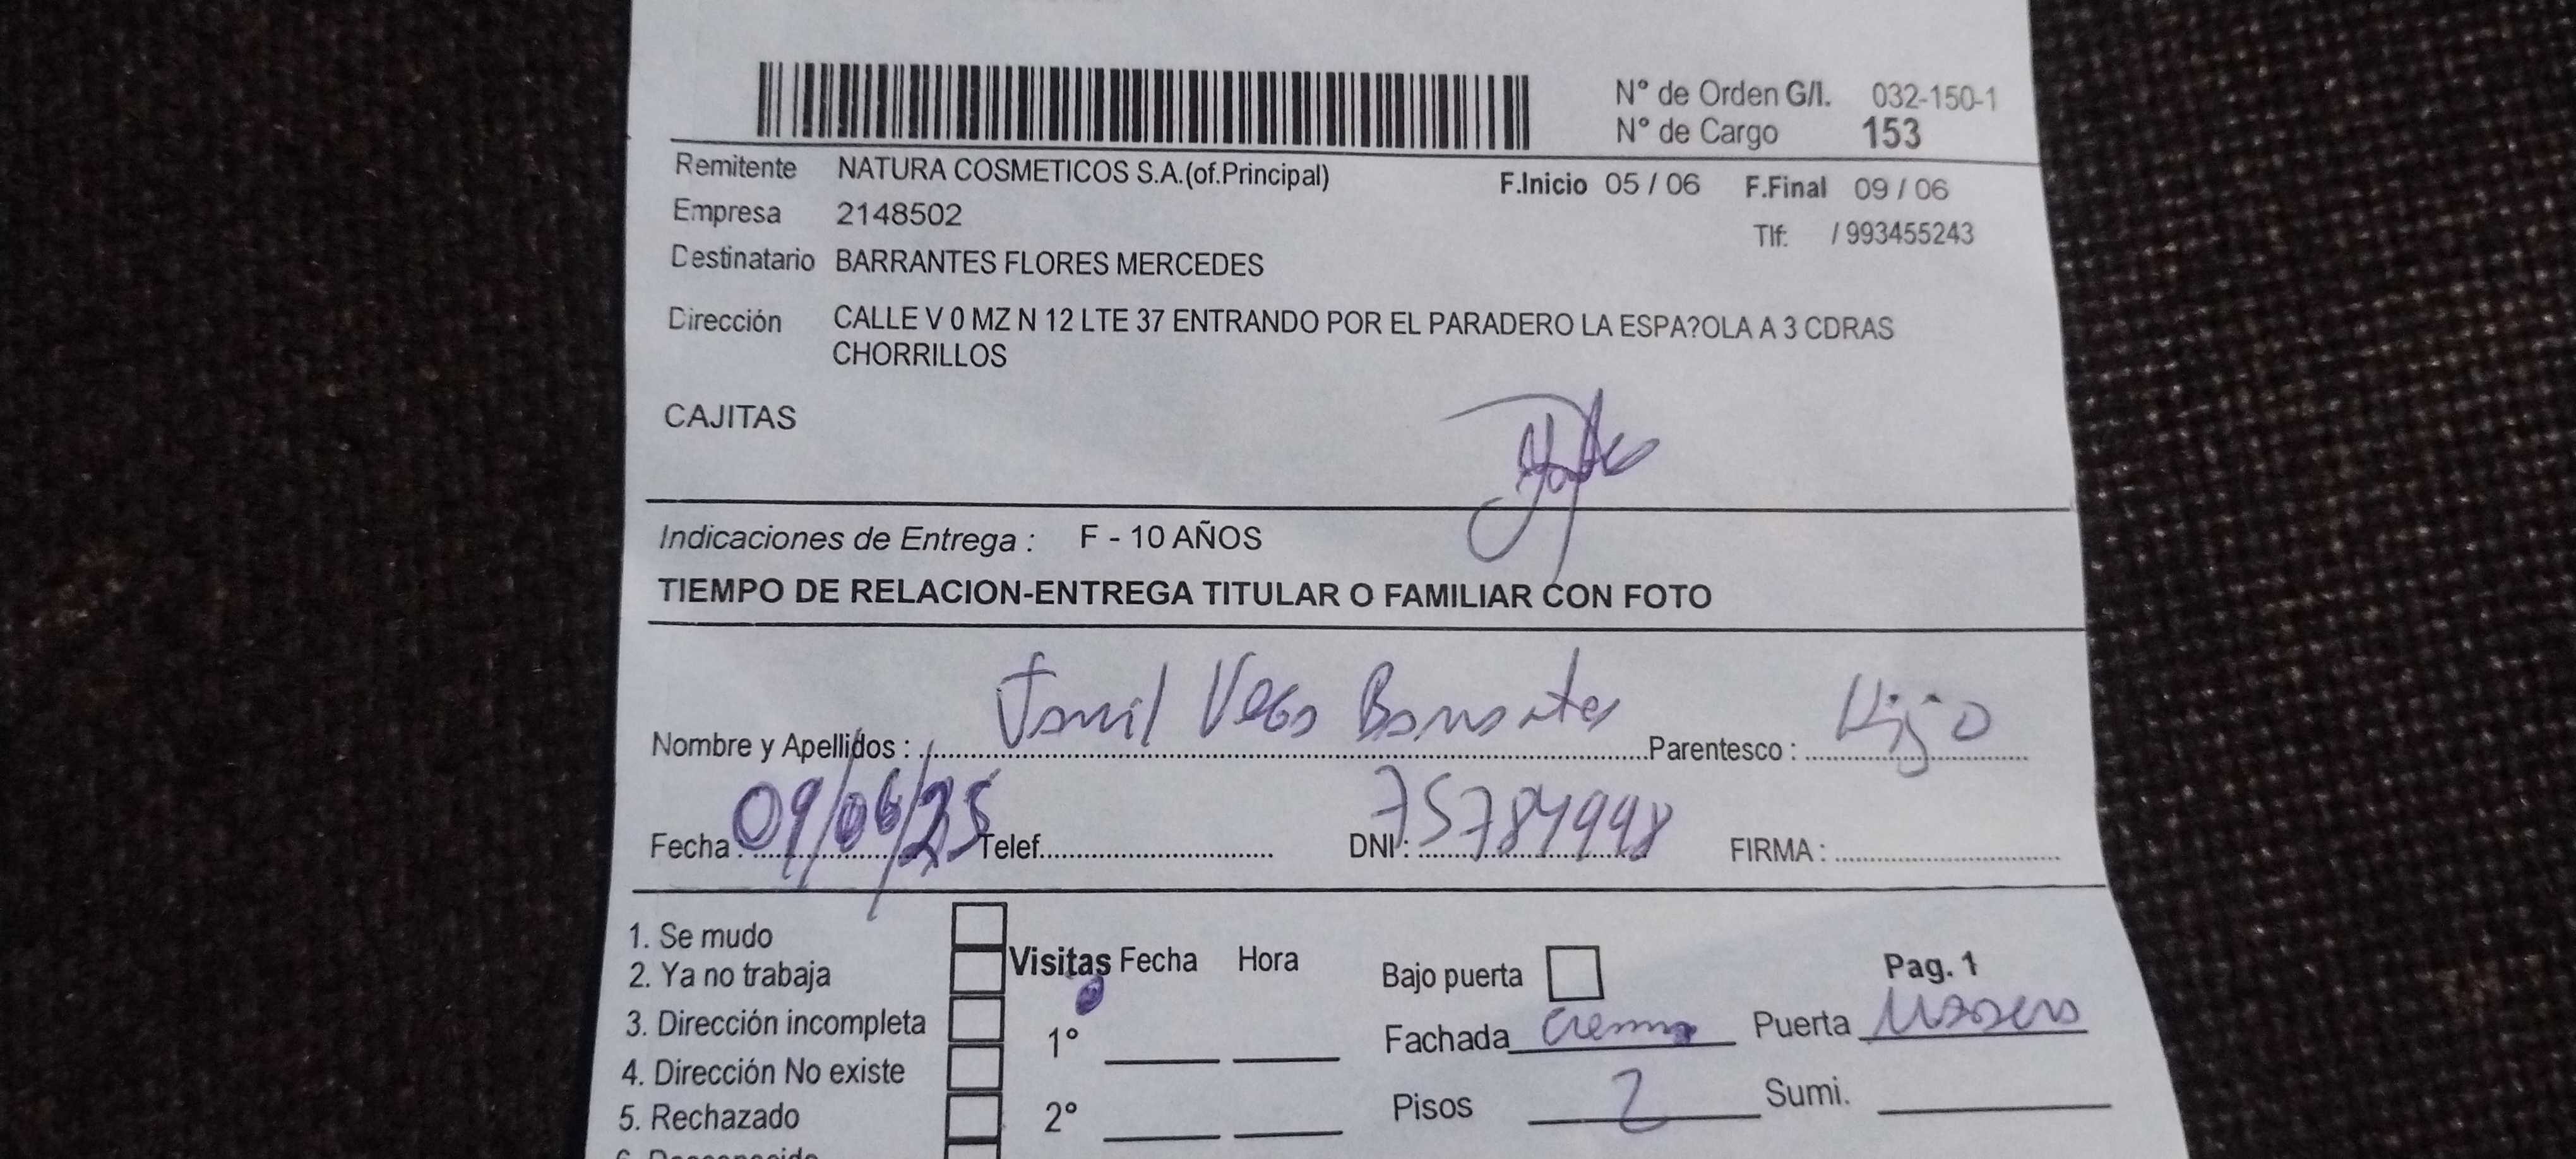 N° de Orden G/I. 032-150-1
N° de Cargo 153
Remitente NATURA COSMETICOS S.A.(of.Principal)
F.Inicio 05 / 06 F.Final 09 / 06
Empresa 2148502
Tlf: / 993455243
Destinatario BARRANTES FLORES MERCEDES
Dirección CALLE V 0 MZ N 12 LTE 37 ENTRANDO POR EL PARADERO LA ESPA?OLA A 3 CDRAS
CHORRILLOS
CAJITAS
Indicaciones de Entrega : F - 10 AÑOS
TIEMPO DE RELACION-ENTREGA TITULAR O FAMILIAR CON FOTO
Nombre y Apellidos : Jamil Vega Barrantes Parentesco : Hijo
Fecha : 09/06/25 Telef. DNI : 75784998 FIRMA :
1. Se mudo
2. Ya no trabaja
3. Dirección incompleta
4. Dirección No existe
5. Rechazado
Visitas Fecha Hora
1°
2°
Bajo puerta Pag. 1
Fachada crema Puerta Madera
Pisos 2 Sumi.